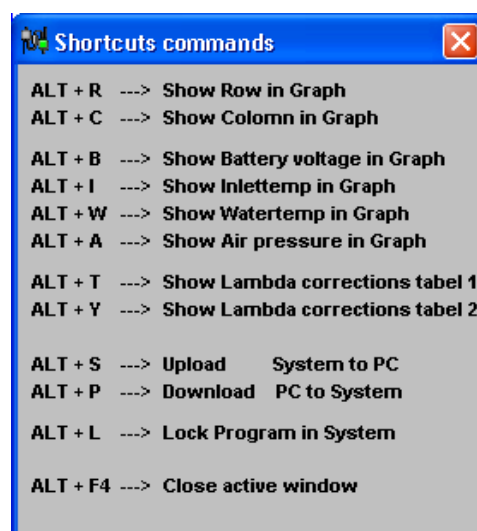 Shortcuts commands
ALT + R ---> Show Row in Graph
ALT + C ---> Show Colomn in Graph
ALT + B ---> Show Battery voltage in Graph
ALT + I ---> Show Inlettemp in Graph
ALT + W ---> Show Watertemp in Graph
ALT + A ---> Show Air pressure in Graph
ALT + T ---> Show Lambda corrections tabel 1
ALT + Y ---> Show Lambda corrections tabel 2
ALT + S ---> Upload System to PC
ALT + P ---> Download PC to System
ALT + L ---> Lock Program in System
ALT + F4 ---> Close active window